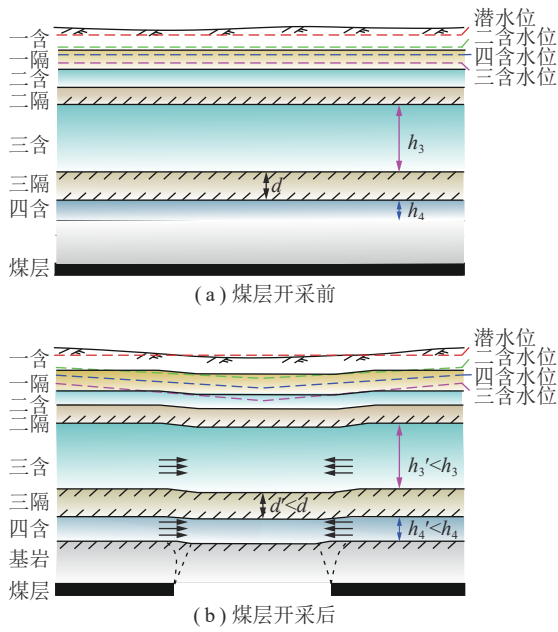 潜水位
一含
二含水位
一隔
四含水位
二含
三含水位
二隔
三含
h₃
三隔
d
四含
h₄
煤层
(a) 煤层开采前
潜水位
一含
二含水位
一隔
四含水位
二含
三含水位
二隔
三含
h₃′<h₃
三隔
d′<d
四含
h₄′<h₄
基岩
煤层
(b) 煤层开采后